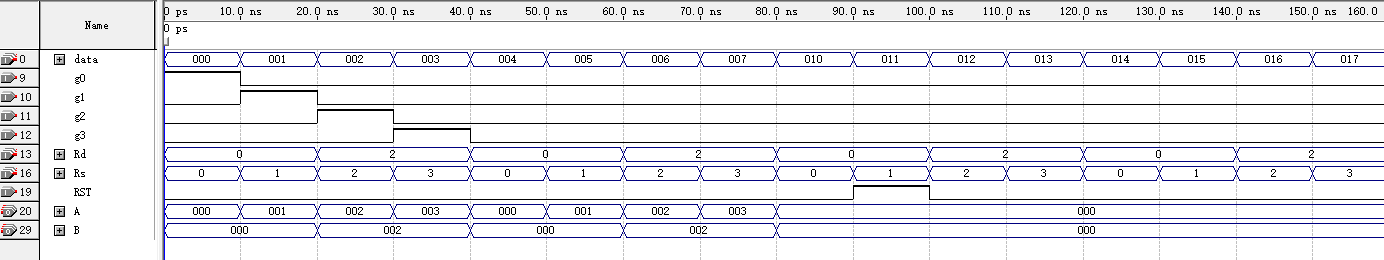 Name
0 ps 10.0 ns 20.0 ns 30.0 ns 40.0 ns 50.0 ns 60.0 ns 70.0 ns 80.0 ns 90.0 ns 100.0 ns 110.0 ns 120.0 ns 130.0 ns 140.0 ns 150.0 ns 160.0
0 ps
0 data 000 001 002 003 004 005 006 007 010 011 012 013 014 015 016 017
9 g0
10 g1
11 g2
12 g3
13 Rd 0 2 0 2 0 2 0 2
16 Rs 0 1 2 3 0 1 2 3 0 1 2 3 0 1 2 3
19 RST
20 A 000 001 002 003 000 001 002 003 000
29 B 000 002 000 002 000